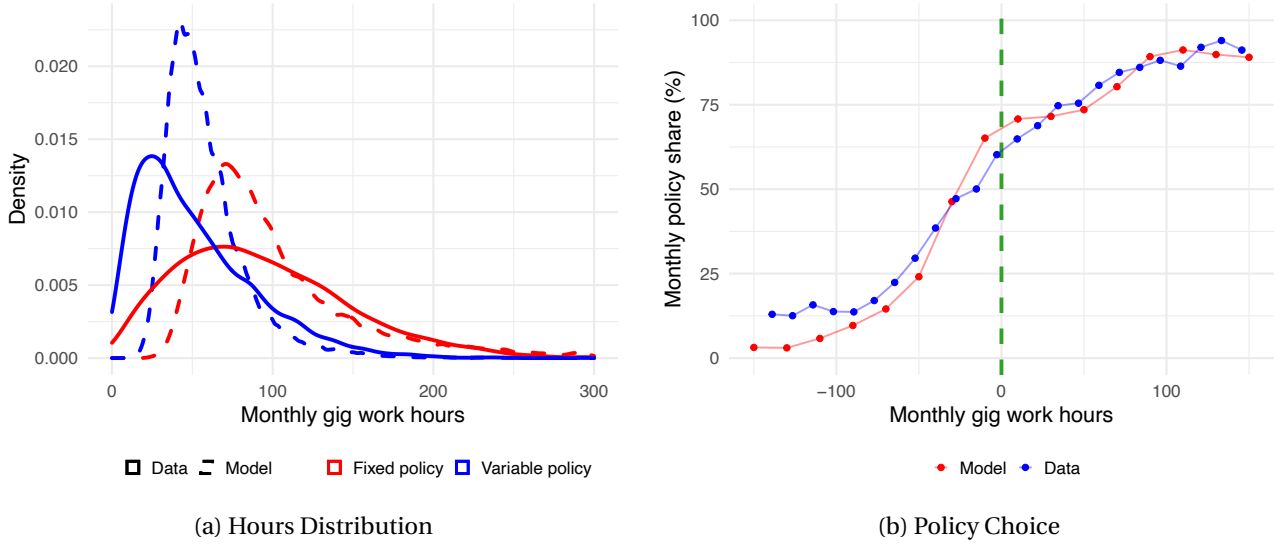 Density
0.020
0.015
0.010
0.005
0.000
0
100
200
300
Monthly gig work hours
Data
Model
Fixed policy
Variable policy
(a) Hours Distribution
Monthly policy share (%)
100
75
50
25
0
−100
0
100
Monthly gig work hours
Model
Data
(b) Policy Choice